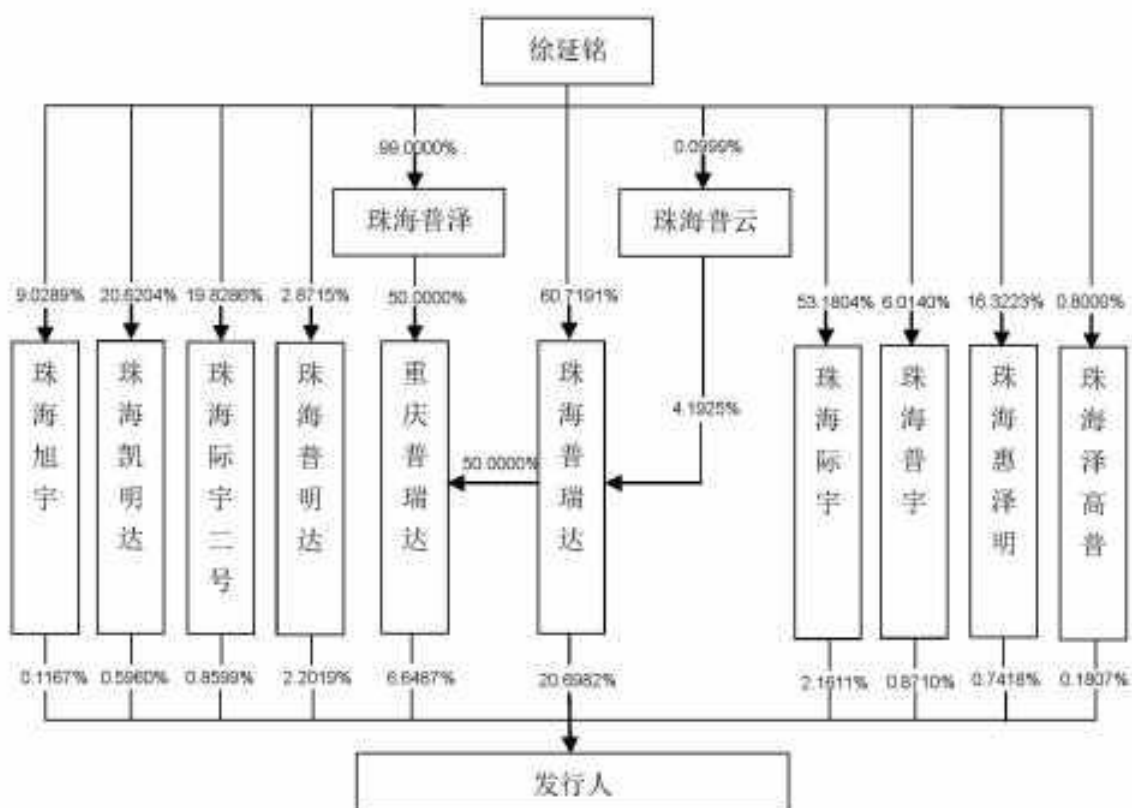 徐延铭
99.0000%
0.0999%
珠海普泽
珠海普云
9.0289%
20.6204%
19.8286%
2.8715%
50.0000%
60.7191%
53.1804%
6.0140%
16.3223%
0.8000%
4.1925%
50.0000%
珠海旭宇
珠海凯明达
珠海际宇二号
珠海普明达
重庆普瑞达
珠海普瑞达
珠海际宇
珠海普宇
珠海惠泽明
珠海泽高普
0.1167%
0.5960%
0.8599%
2.2019%
6.6487%
20.6982%
2.1611%
0.8710%
0.7418%
0.1807%
发行人